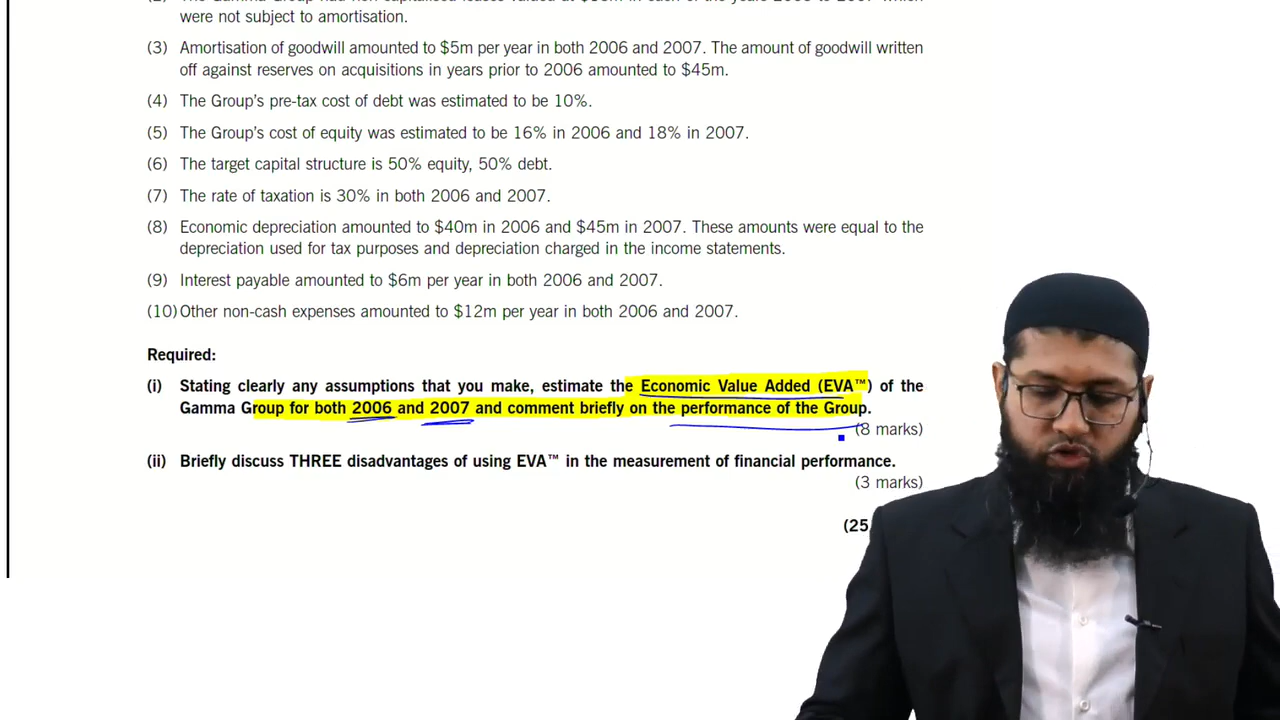 were not subject to amortisation.
(3) Amortisation of goodwill amounted to $5m per year in both 2006 and 2007. The amount of goodwill written
off against reserves on acquisitions in years prior to 2006 amounted to $45m.
(4) The Group's pre-tax cost of debt was estimated to be 10%.
(5) The Group's cost of equity was estimated to be 16% in 2006 and 18% in 2007.
(6) The target capital structure is 50% equity, 50% debt.
(7) The rate of taxation is 30% in both 2006 and 2007.
(8) Economic depreciation amounted to $40m in 2006 and $45m in 2007. These amounts were equal to the
depreciation used for tax purposes and depreciation charged in the income statements.
(9) Interest payable amounted to $6m per year in both 2006 and 2007.
(10) Other non-cash expenses amounted to $12m per year in both 2006 and 2007.
Required:
(i) Stating clearly any assumptions that you make, estimate the Economic Value Added (EVA™) of the
Gamma Group for both 2006 and 2007 and comment briefly on the performance of the Group.
(8 marks)
(ii) Briefly discuss THREE disadvantages of using EVA™ in the measurement of financial performance.
(3 marks)
(25